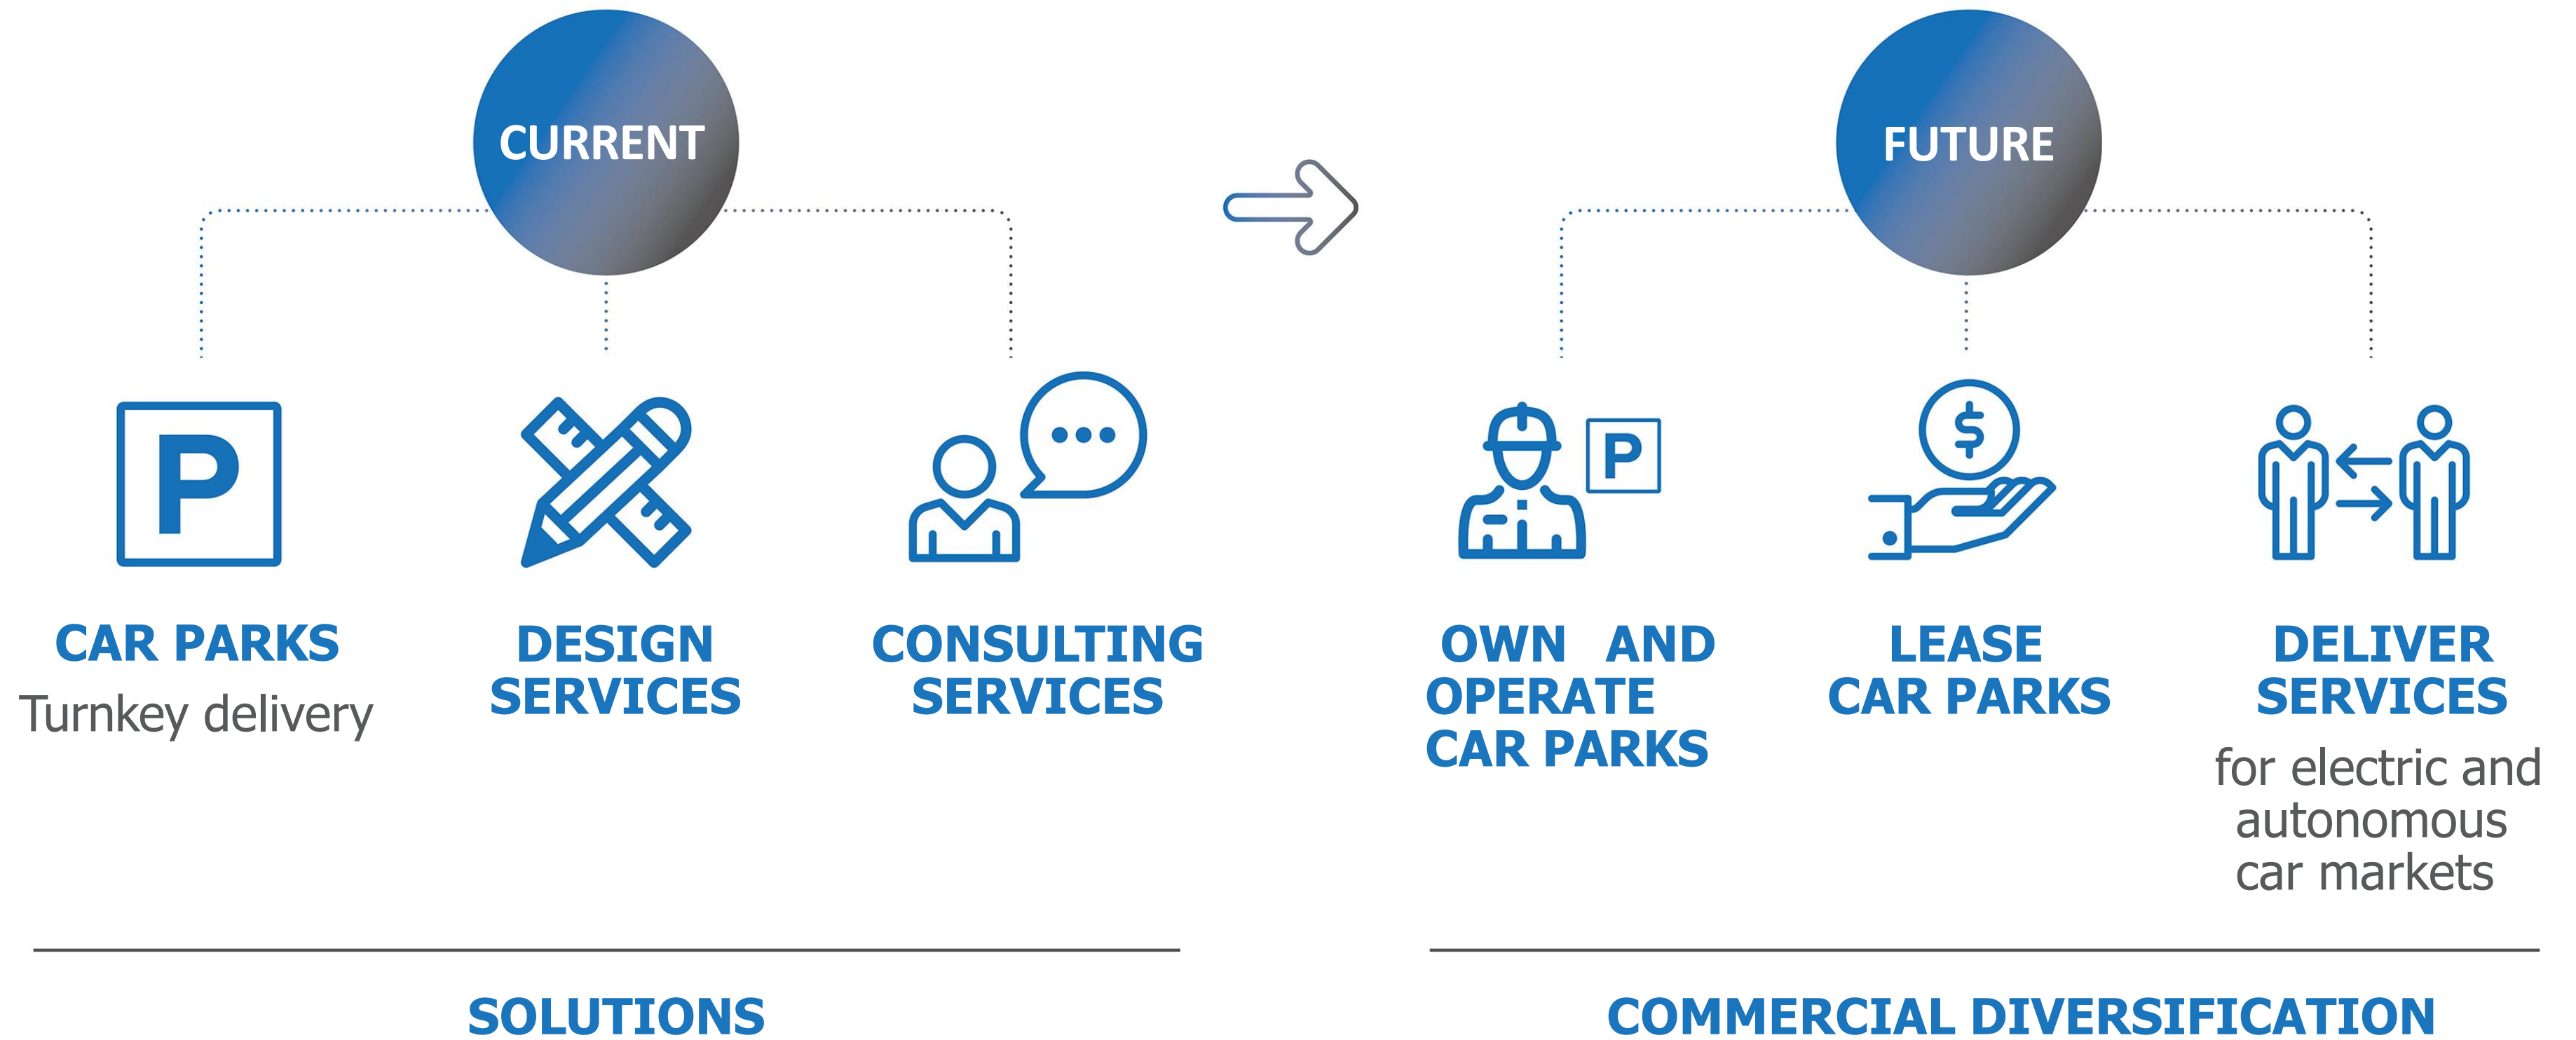 CURRENT
P
CAR PARKS
Turnkey delivery
DESIGN
SERVICES
CONSULTING
SERVICES
SOLUTIONS
FUTURE
P
OWN AND
OPERATE
CAR PARKS
$
LEASE
CAR PARKS
DELIVER
SERVICES
for electric and
autonomous
car markets
COMMERCIAL DIVERSIFICATION